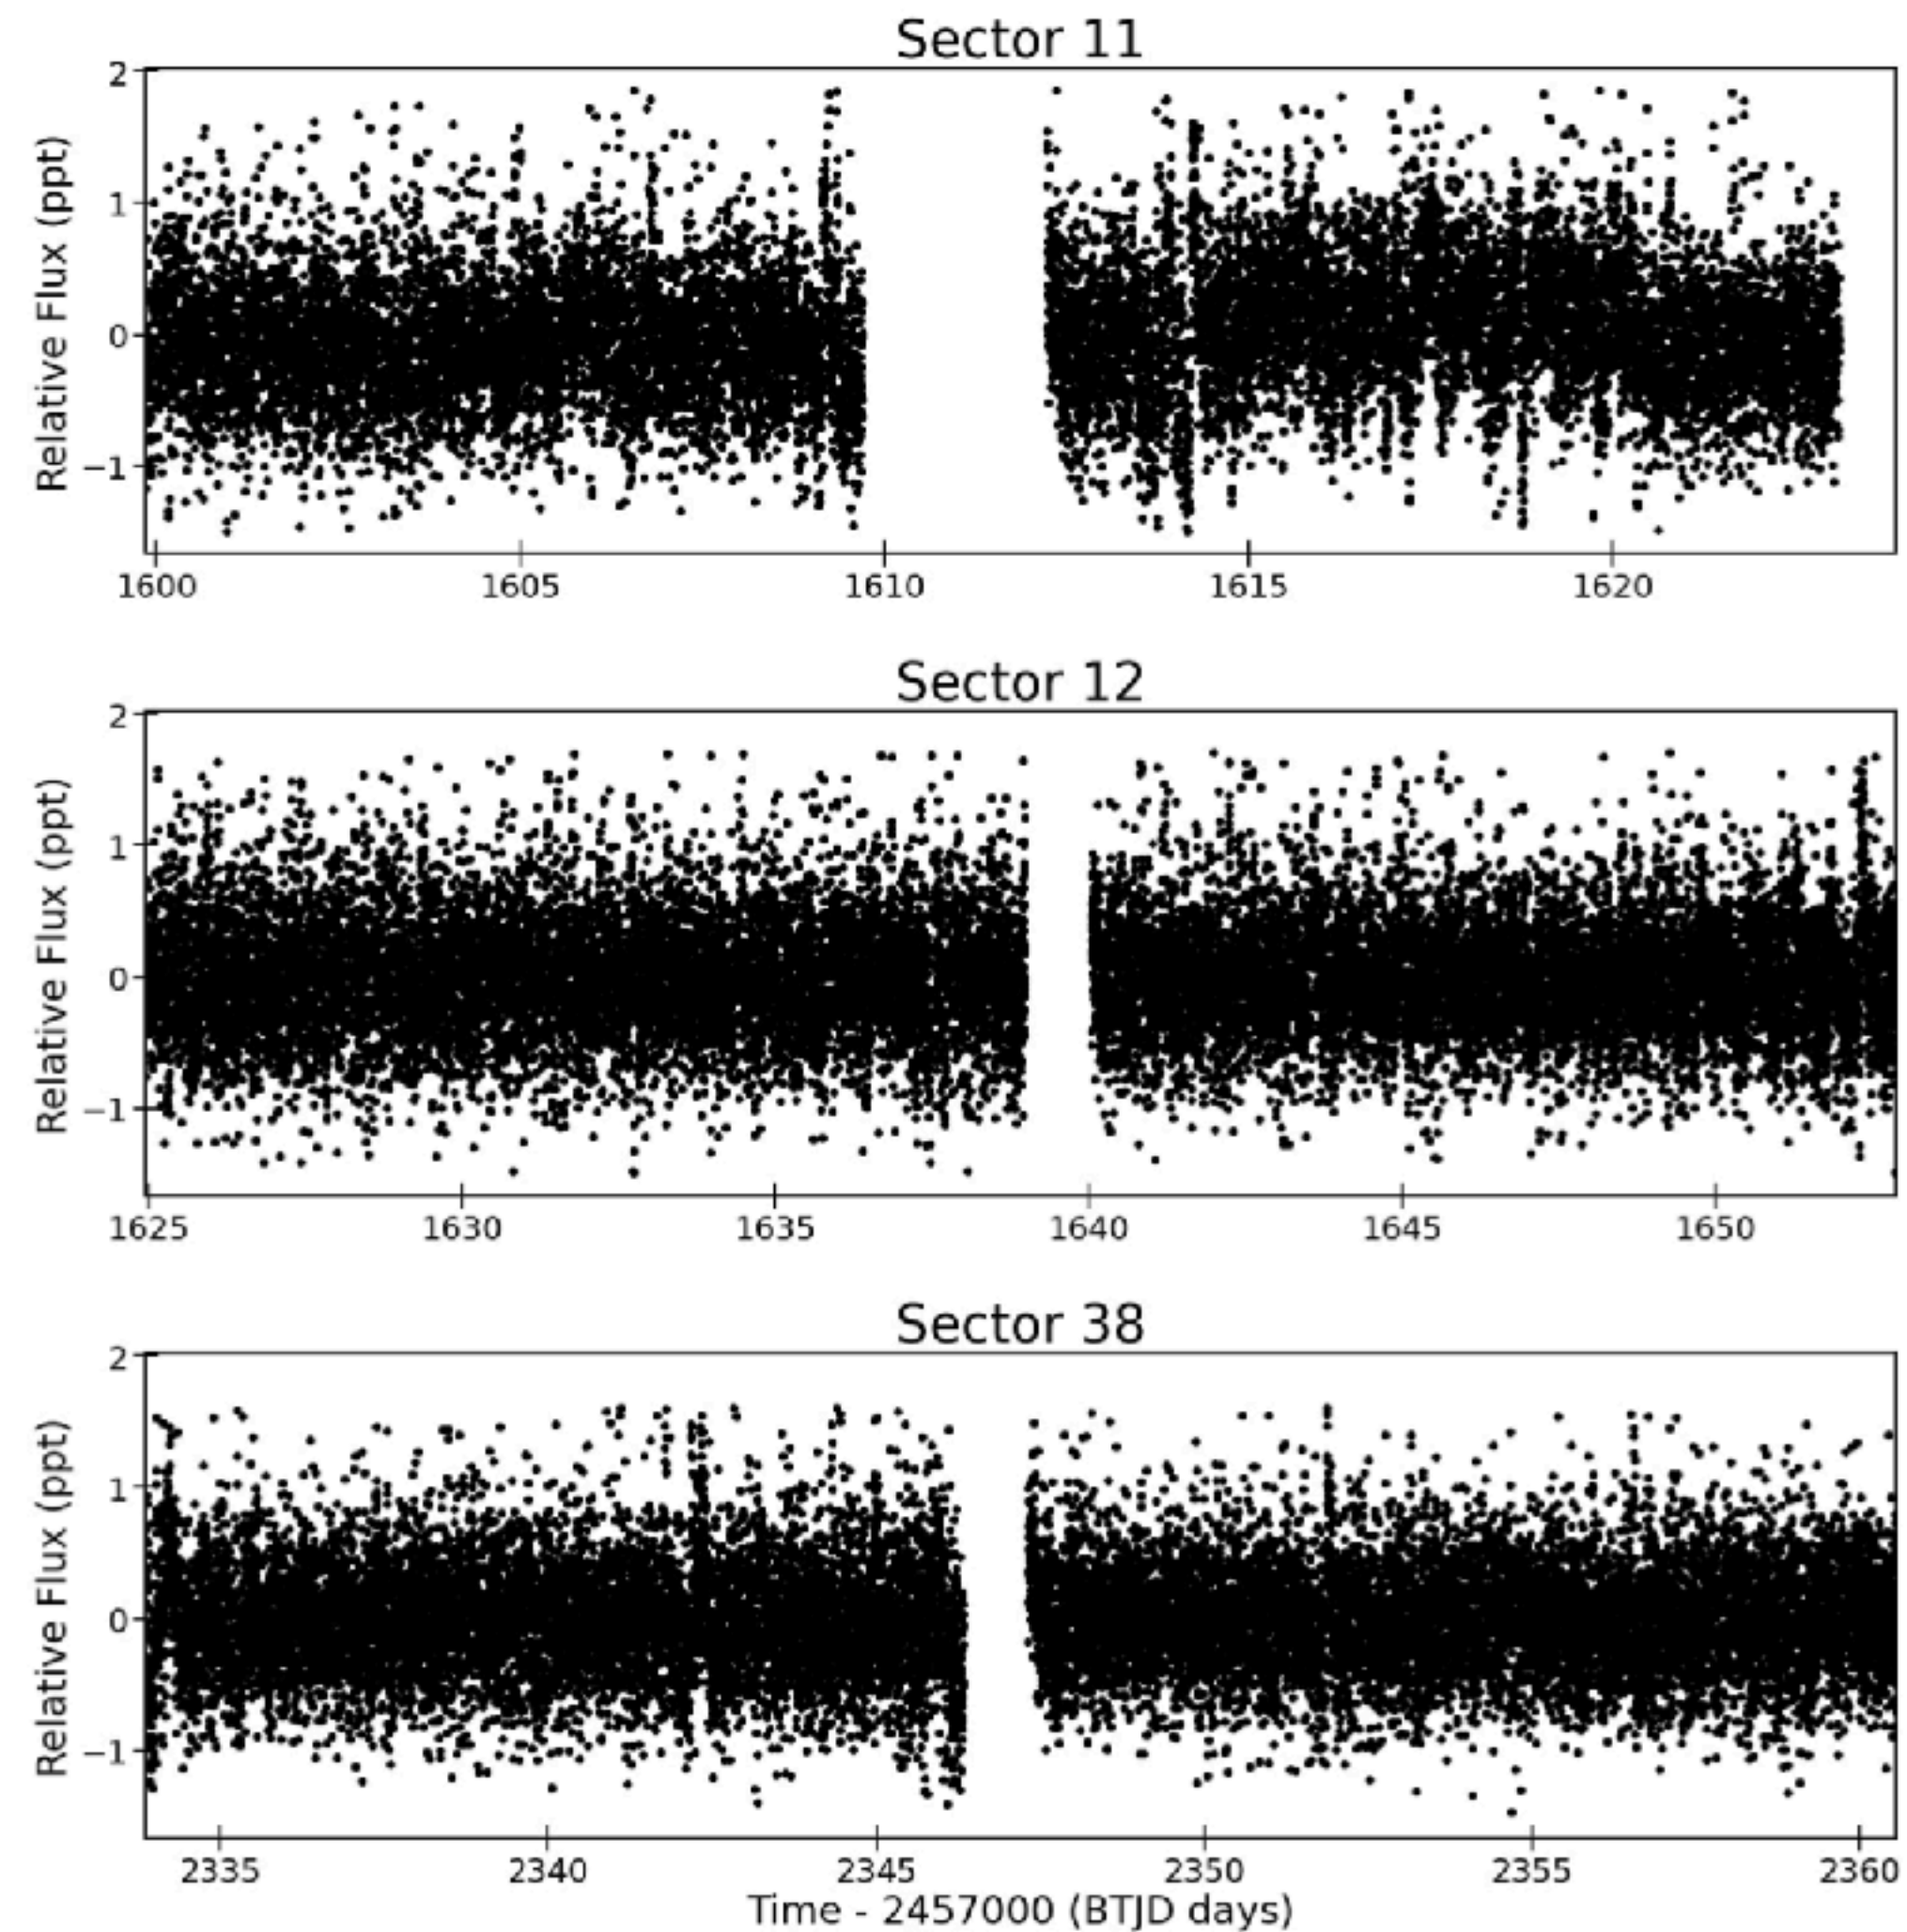 Sector 11
2
1
0
−1
Relative Flux (ppt)
1600 1605 1610 1615 1620
Sector 12
2
1
0
−1
Relative Flux (ppt)
1625 1630 1635 1640 1645 1650
Sector 38
2
1
0
−1
Relative Flux (ppt)
2335 2340 2345 2350 2355 2360
Time - 2457000 (BTJD days)